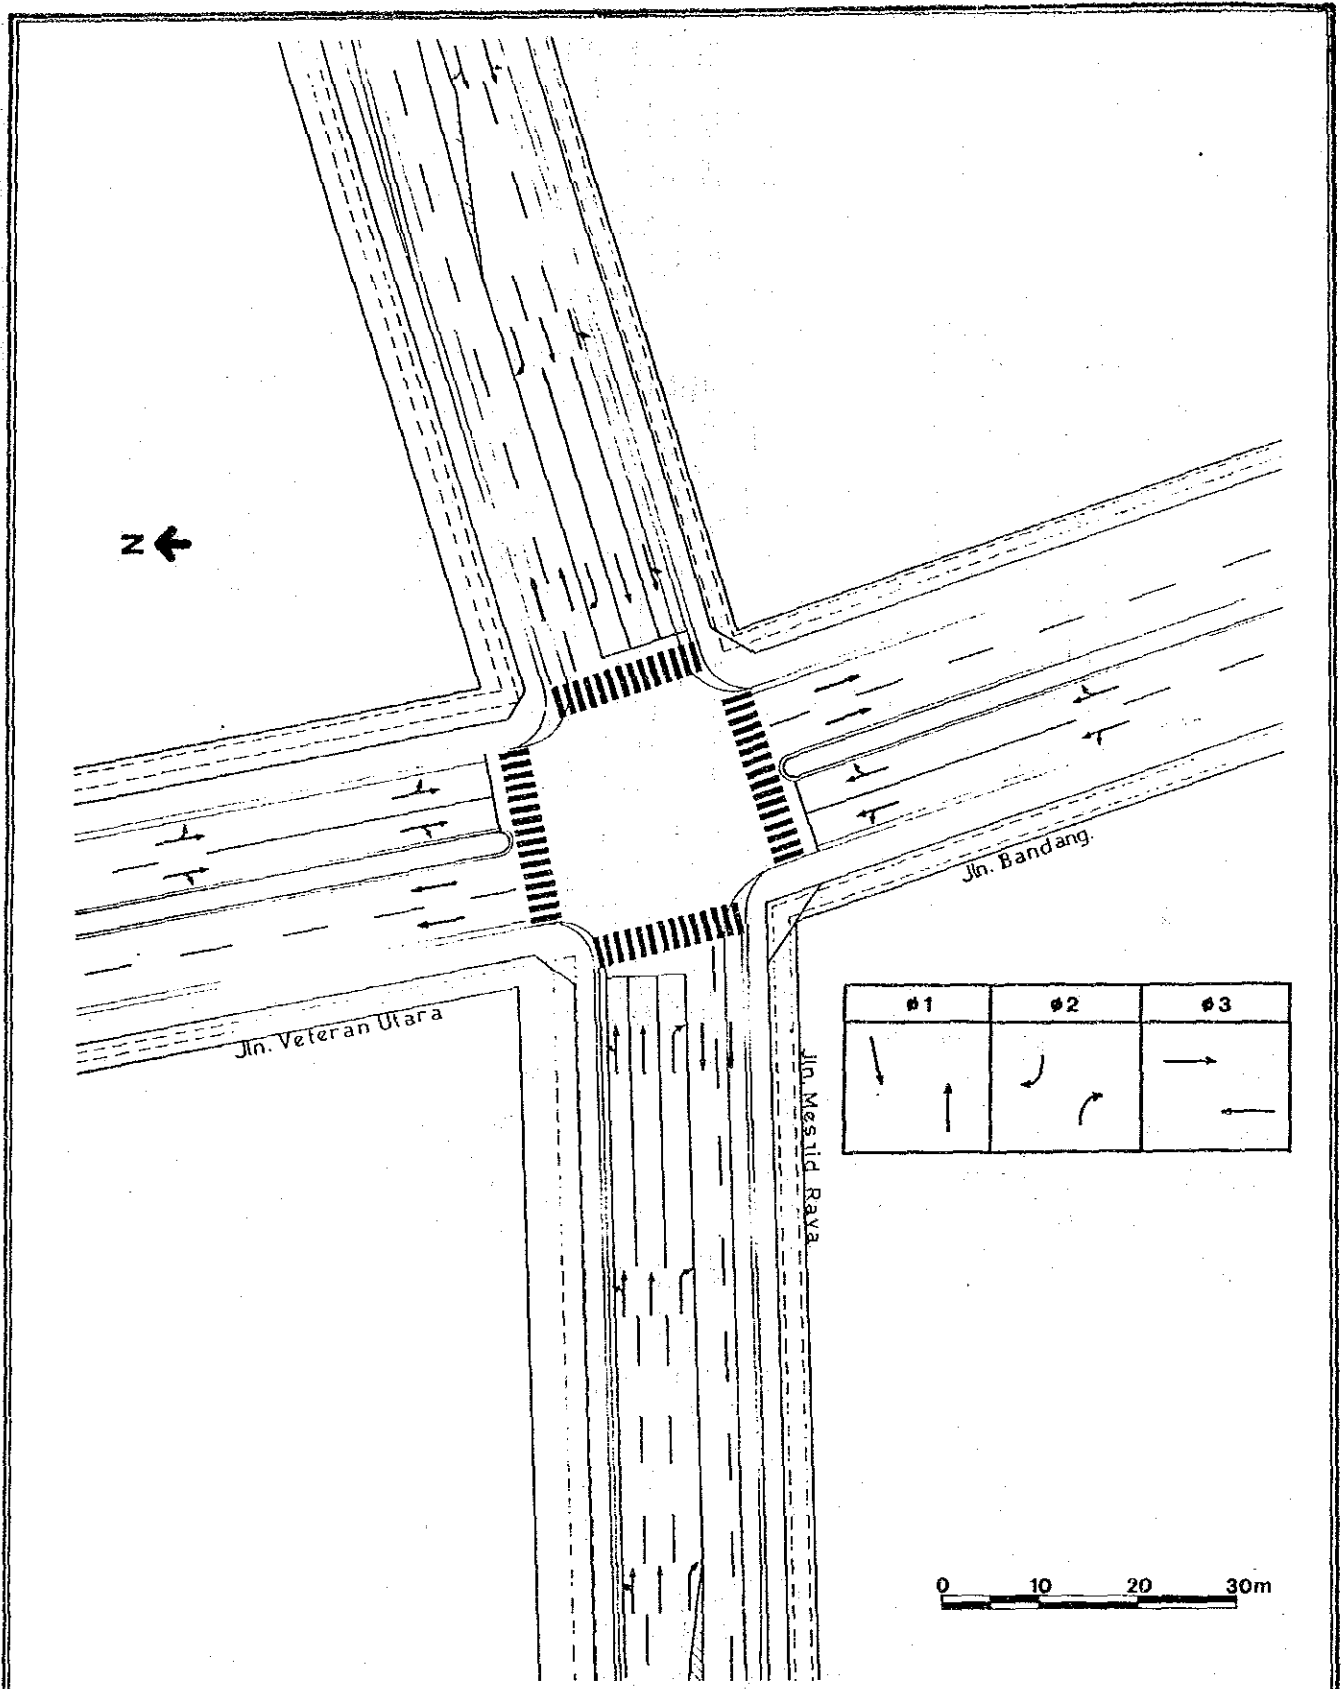 N
Jln. Bandang.
Jln. Veteran Utara
Jln Mesjid Raya
ø1 ø2 ø3
0 10 20 30m